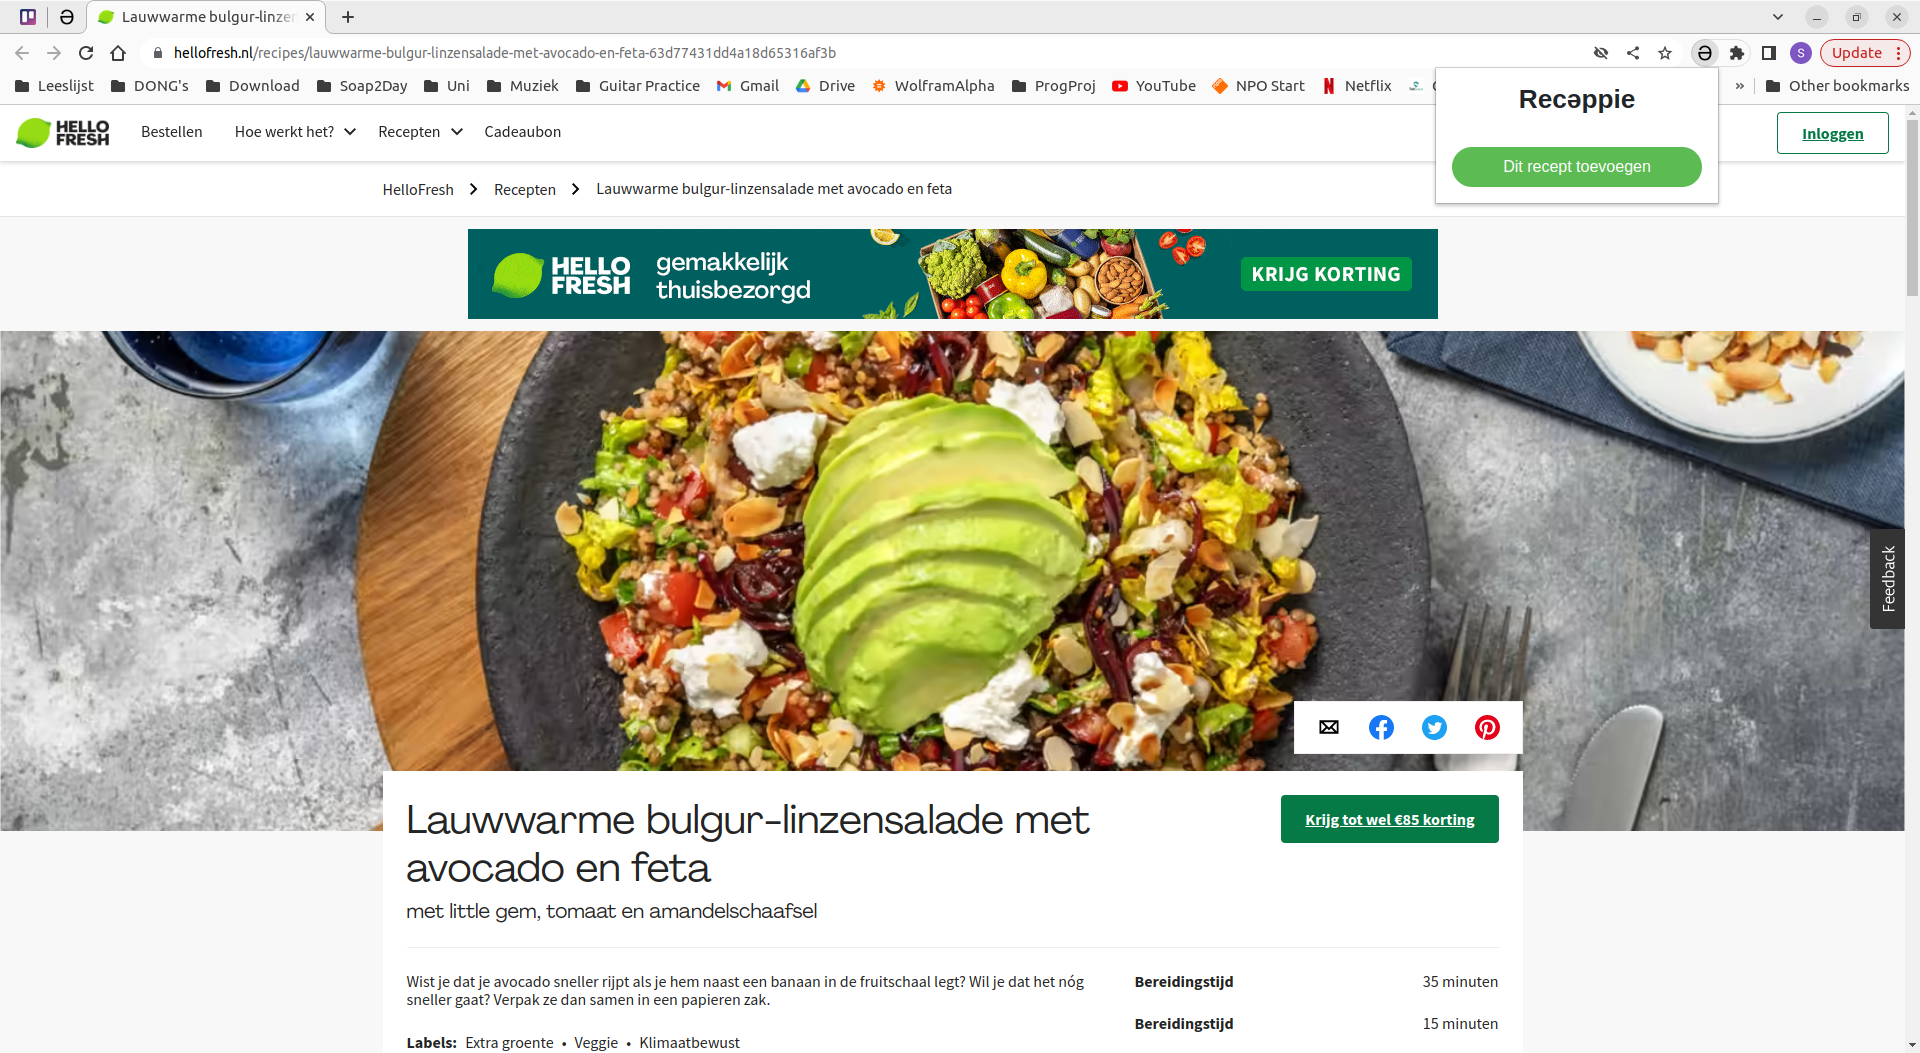 Lauwwarme bulgur-linzen
hellofresh.nl/recipes/lauwwarme-bulgur-linzensalade-met-avocado-en-feta-63d77431dd4a18d65316af3b
S
Update
Leeslijst DONG's Download Soap2Day Uni Muziek Guitar Practice Gmail Drive WolframAlpha ProgProj YouTube NPO Start Netflix » Other bookmarks
Recəppie
Dit recept toevoegen
HELLO
FRESH
Bestellen Hoe werkt het? Recepten Cadeaubon
Inloggen
HelloFresh Recepten Lauwwarme bulgur-linzensalade met avocado en feta
HELLO
FRESH
gemakkelijk
thuisbezorgd
KRIJG KORTING
Feedback
Lauwwarme bulgur-linzensalade met
avocado en feta
Krijg tot wel €85 korting
met little gem, tomaat en amandelschaafsel
Wist je dat je avocado sneller rijpt als je hem naast een banaan in de fruitschaal legt? Wil je dat het nóg
sneller gaat? Verpak ze dan samen in een papieren zak.
Labels: Extra groente • Veggie • Klimaatbewust
Bereidingstijd 35 minuten
Bereidingstijd 15 minuten